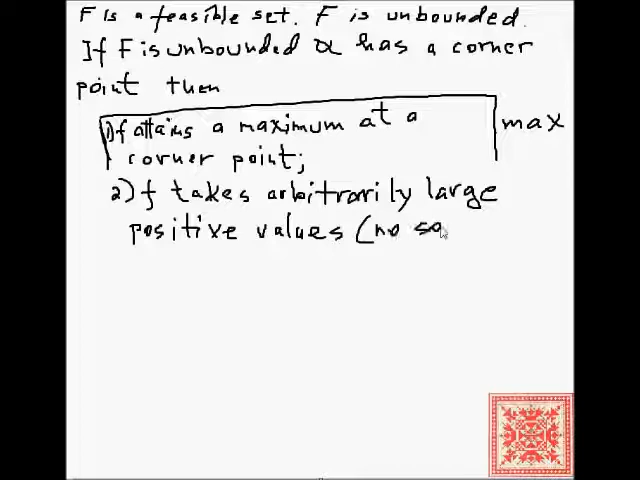 F is a feasible set. F is unbounded.
If F is unbounded & has a corner
point then
1) f attains a maximum at a
corner point; max
2) f takes arbitrarily large
positive values (no so